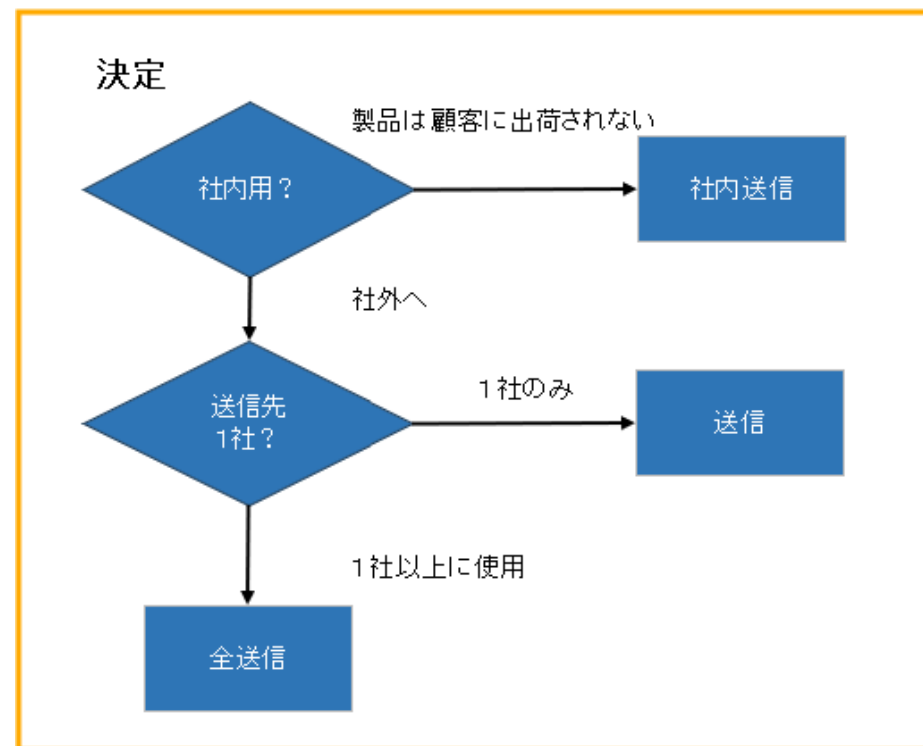 決定
製品は顧客に出荷されない
社内用？
社内送信
社外へ
１社のみ
送信先
１社？
送信
１社以上に使用
全送信